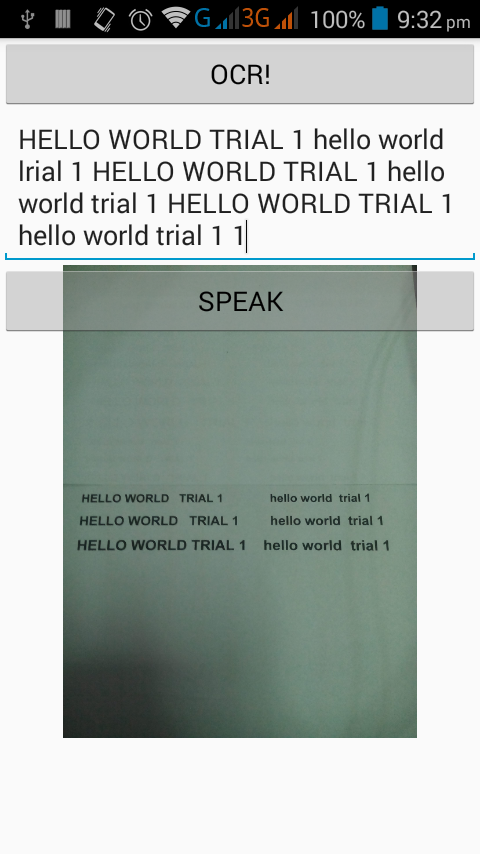 G 3G 100% 9:32 pm
OCR!
HELLO WORLD TRIAL 1 hello world
lrial 1 HELLO WORLD TRIAL 1 hello
world trial 1 HELLO WORLD TRIAL 1
hello world trial 1 1
SPEAK
HELLO WORLD TRIAL 1 hello world trial 1
HELLO WORLD TRIAL 1 hello world trial 1
HELLO WORLD TRIAL 1 hello world trial 1